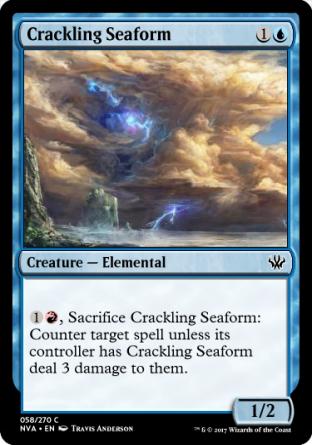 Crackling Seaform 1
Creature — Elemental
1, Sacrifice Crackling Seaform:
Counter target spell unless its
controller has Crackling Seaform
deal 3 damage to them.
1/2
058/270 C
NVA • EN Travis Anderson
™ & © 2017 Wizards of the Coast